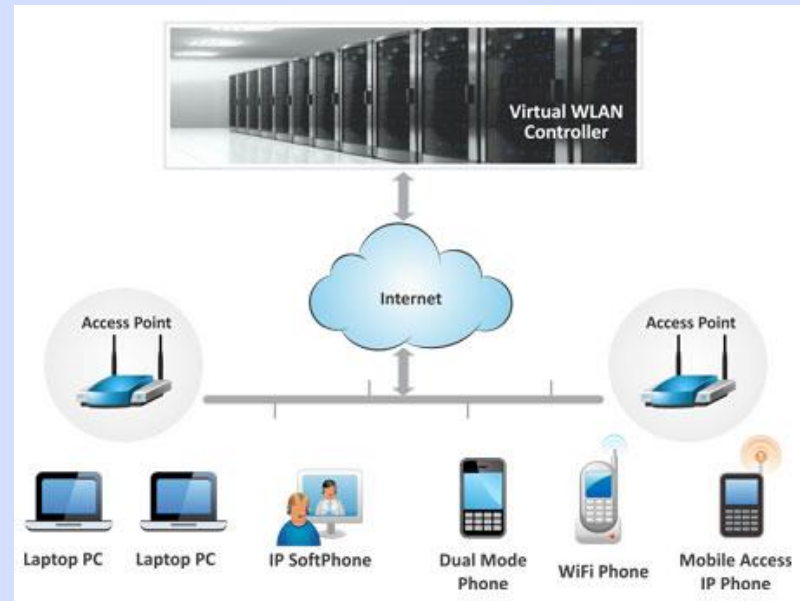 Virtual WLAN
Controller
Internet
Access Point
Access Point
Laptop PC
Laptop PC
IP SoftPhone
Dual Mode
Phone
WiFi Phone
Mobile Access
IP Phone